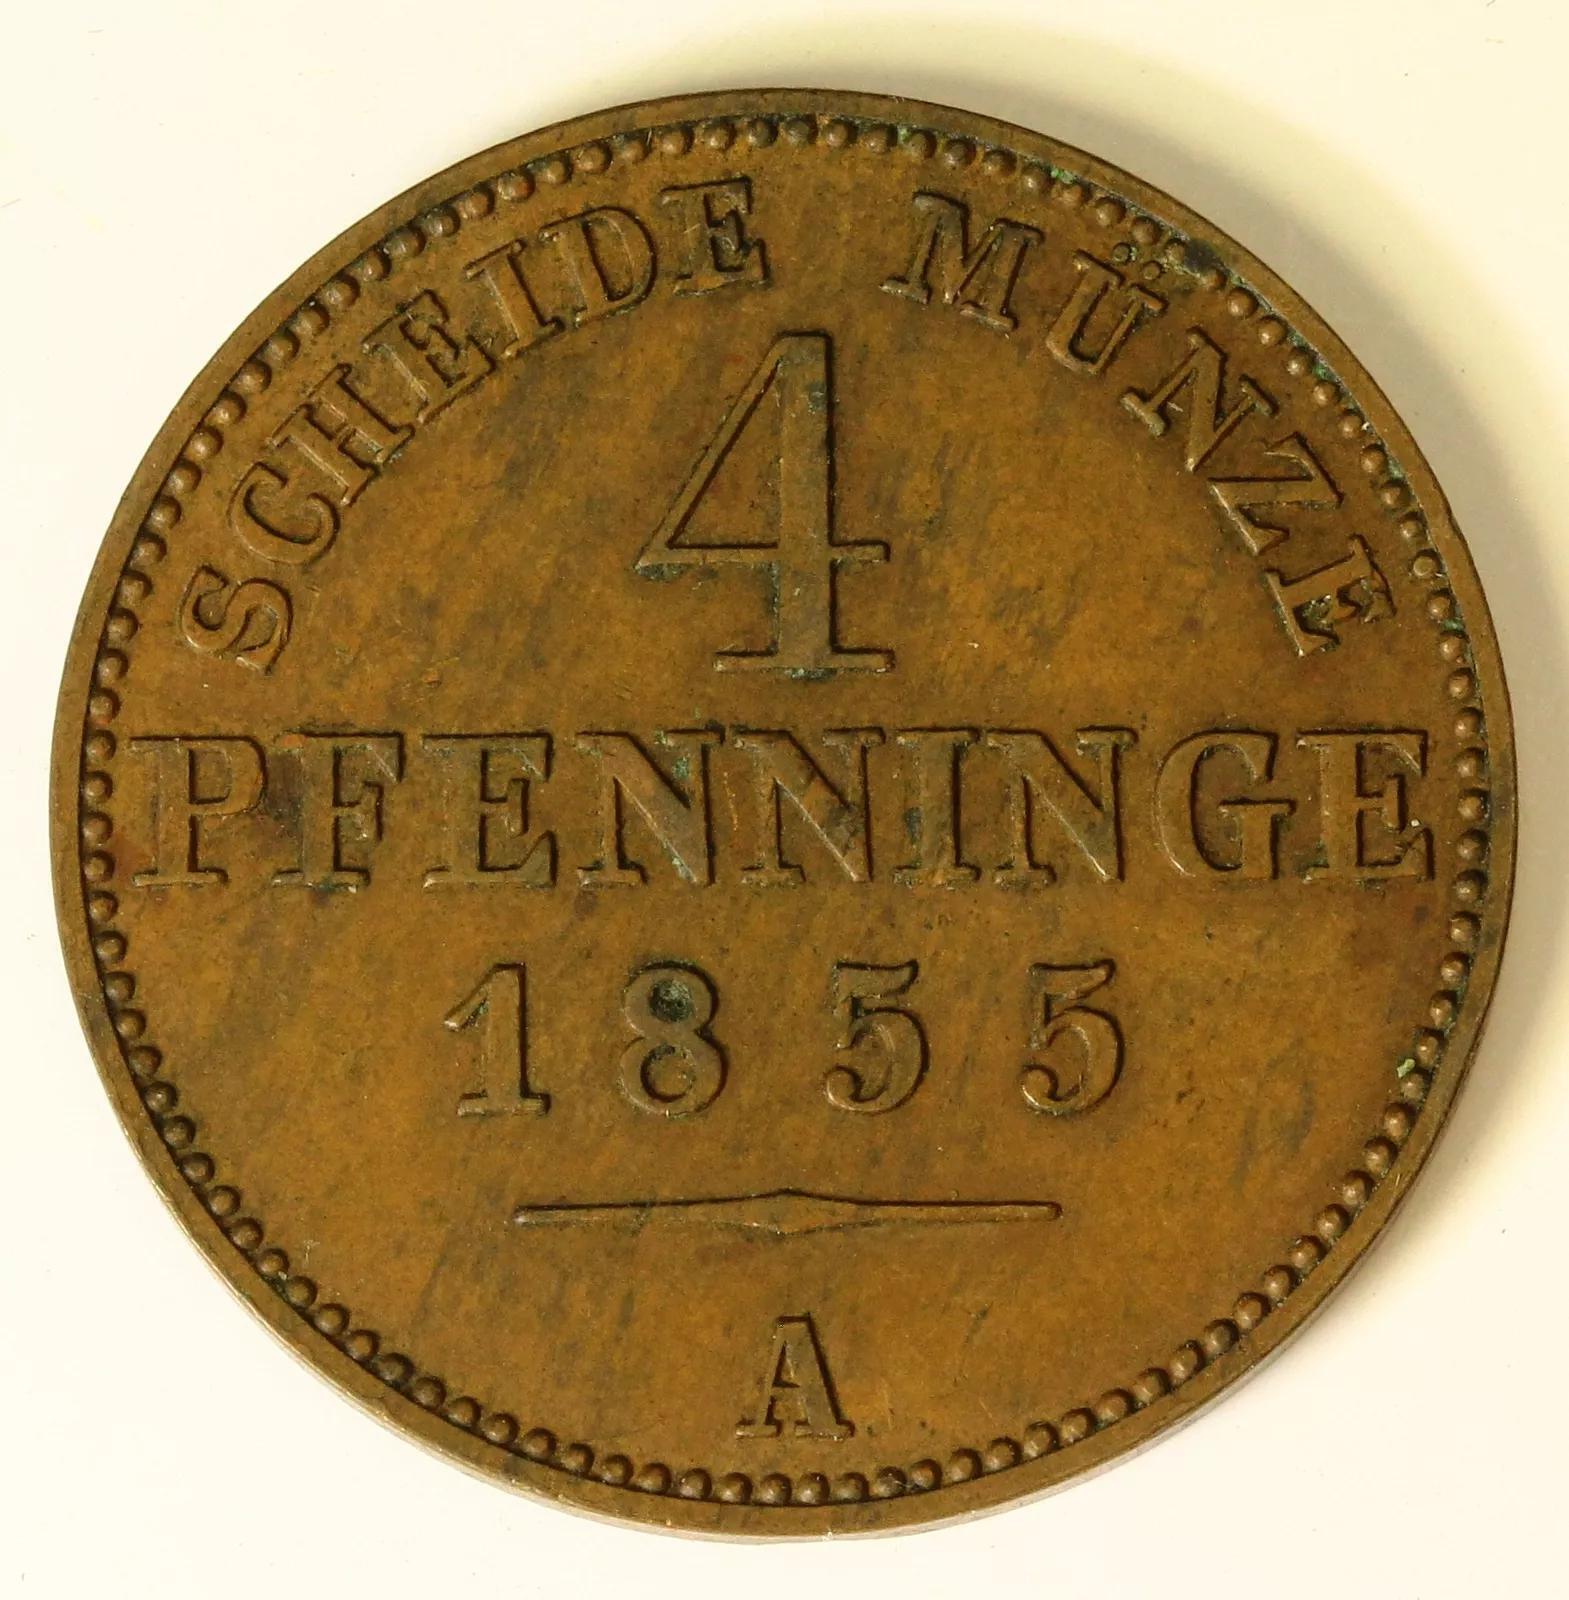 SCHEIDE MÜNZE
4
PFENNINGE
1855
A